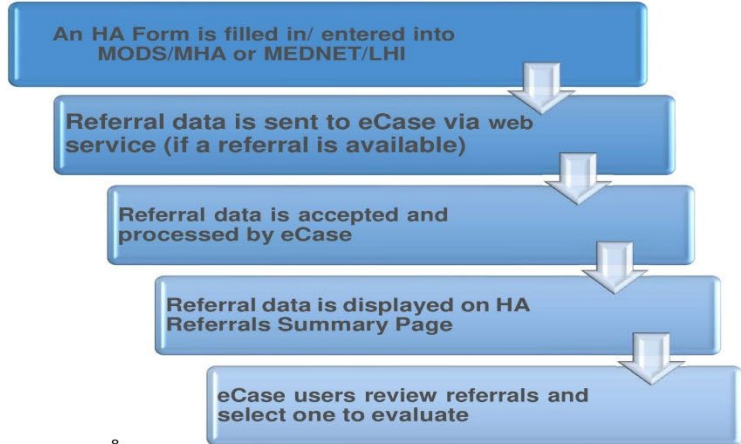 An HA Form is filled in/ entered into
MODS/MHA or MEDNET/LHI
Referral data is sent to eCase via web
service (if a referral is available)
Referral data is accepted and
processed by eCase
Referral data is displayed on HA
Referrals Summary Page
eCase users review referrals and
select one to evaluate
8